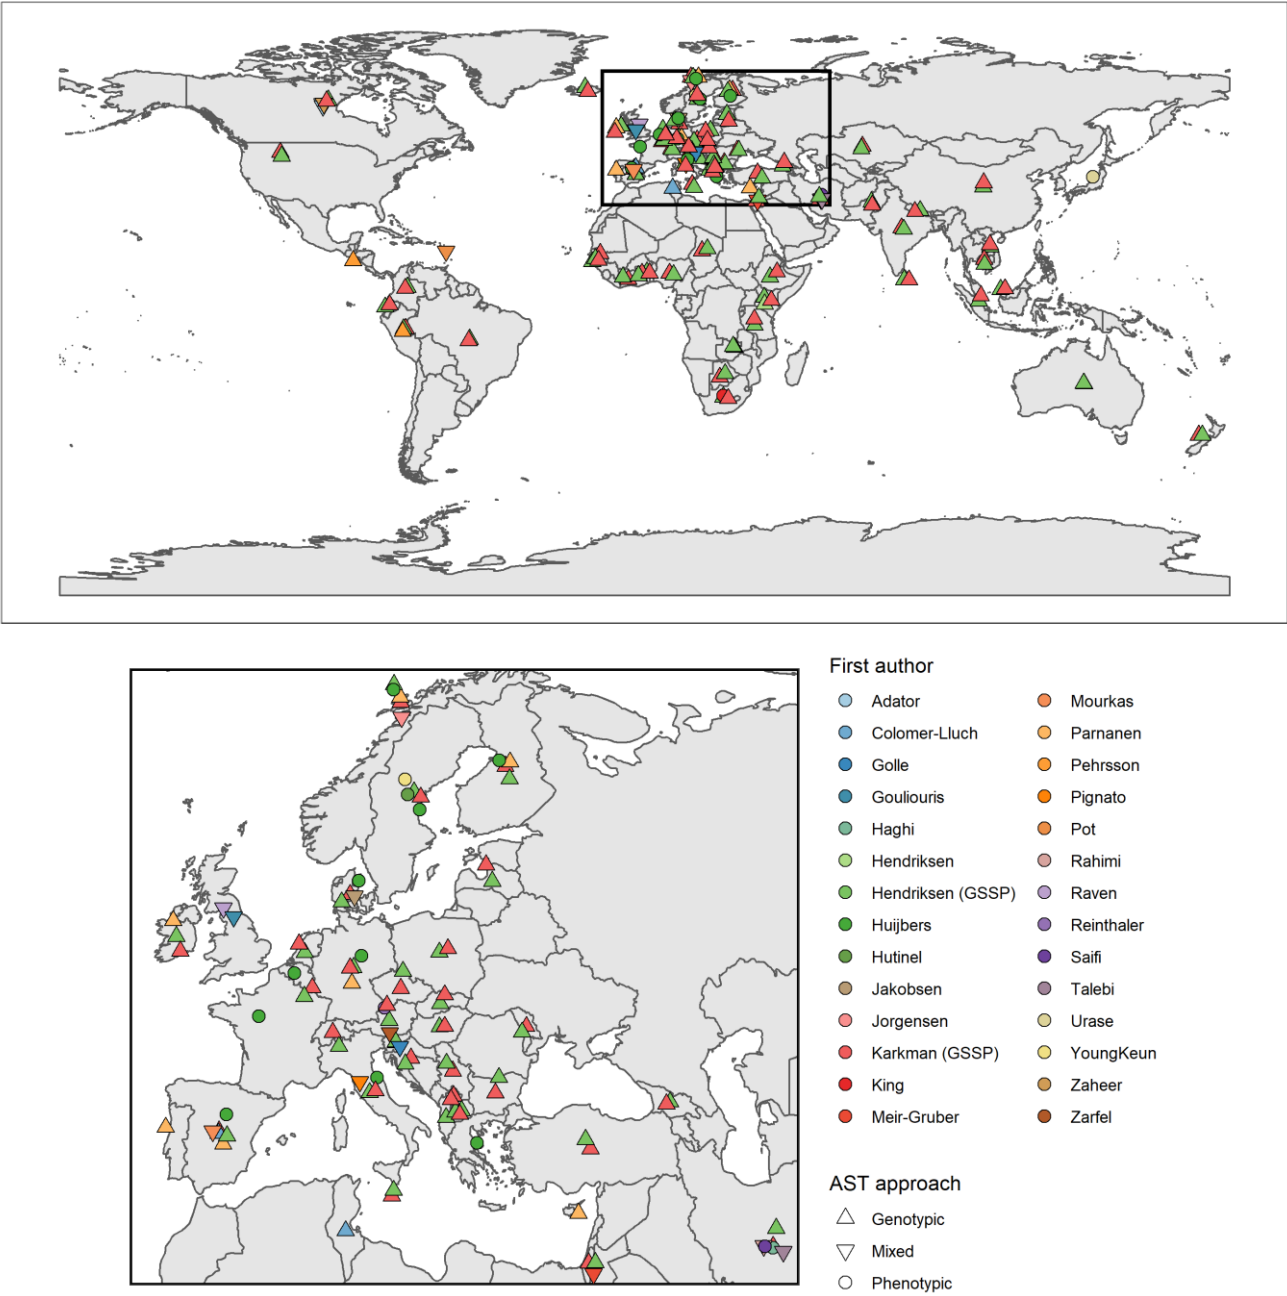 First author
Adator
Colomer-Lluch
Golle
Gouliouris
Haghi
Hendriksen
Hendriksen (GSSP)
Huijbers
Hutinel
Jakobsen
Jorgensen
Karkman (GSSP)
King
Meir-Gruber
Mourkas
Parnanen
Pehrsson
Pignato
Pot
Rahimi
Raven
Reinthaler
Saifi
Talebi
Urase
YoungKeun
Zaheer
Zarfel
AST approach
Genotypic
Mixed
Phenotypic